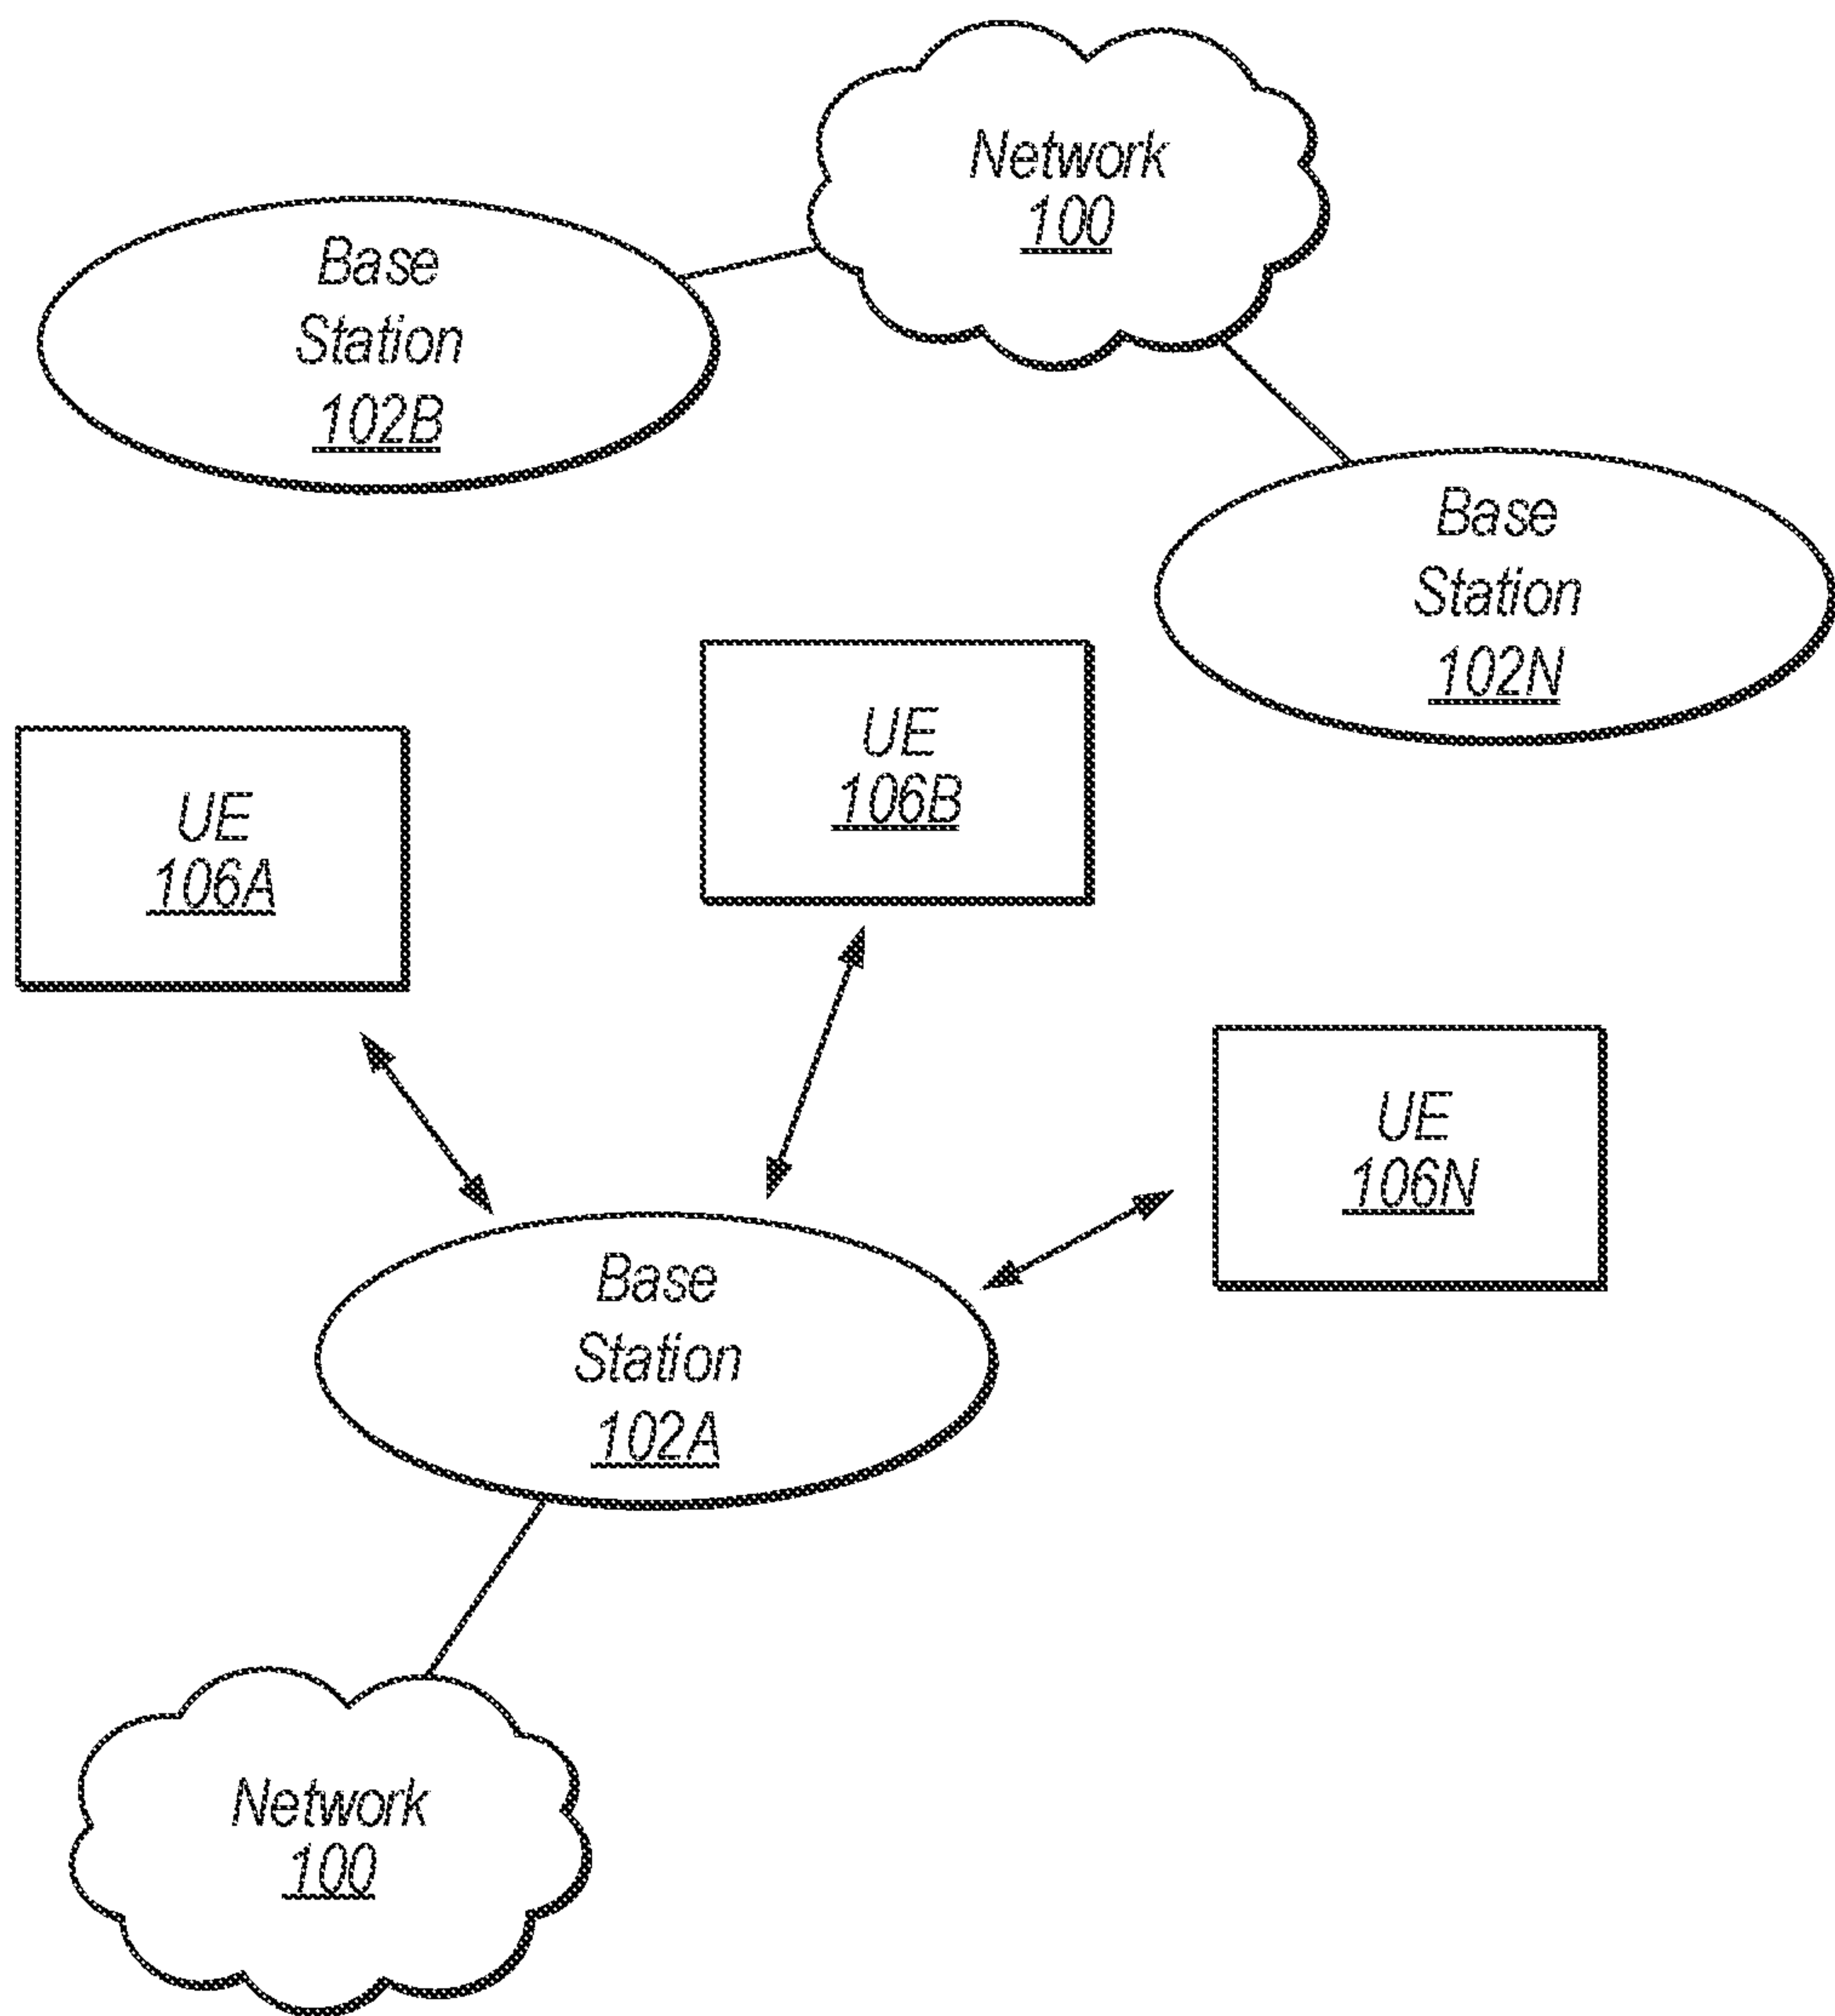 Network
100
Base
Station
102B
Base
Station
102N
UE
106B
UE
106A
UE
106N
Base
Station
102A
Network
100